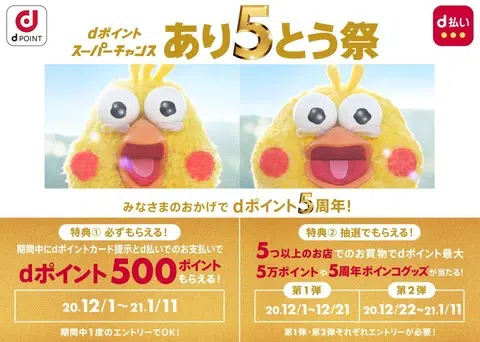 d POINT
dポイント
スーパーチャンス
あり5とう祭
d払い
みなさまのおかげで dポイント5周年!
特典① 必ずもらえる!
期間中にdポイントカード提示とd払いでのお支払いで
dポイント500ポイント
もらえる!
20.12/1~21.1/11
期間中1度のエントリーでOK!
特典② 抽選でもらえる!
5つ以上のお店でのお買物でdポイント最大
5万ポイントや5周年ポインコグッズが当たる!
第1弾
20.12/1~12/21
第2弾
20.12/22~21.1/11
第1弾・第2弾それぞれエントリーが必要!